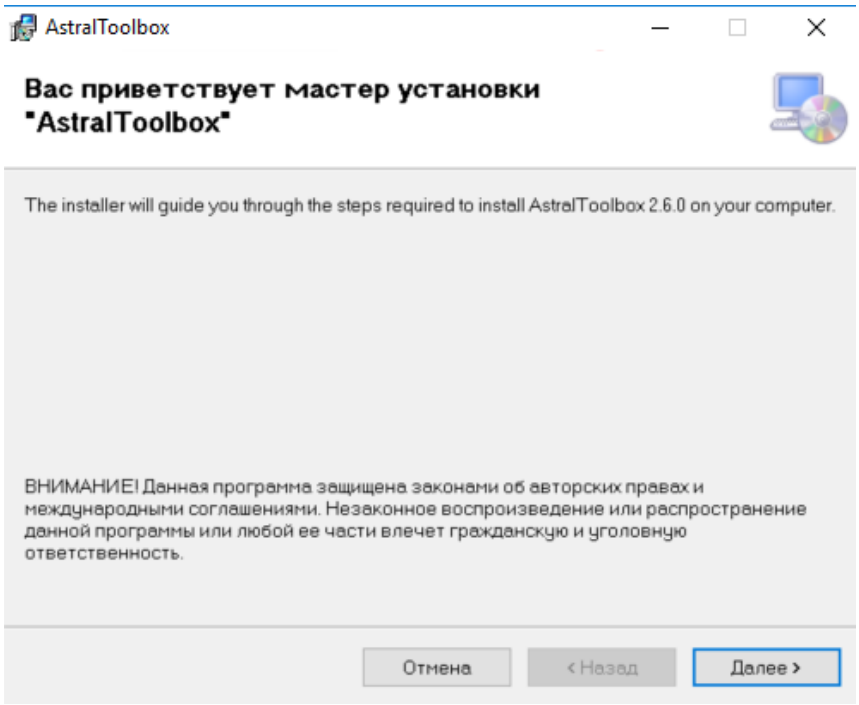 AstralToolbox
Вас приветствует мастер установки
"AstralToolbox"
The installer will guide you through the steps required to install AstralToolbox 2.6.0 on your computer.
ВНИМАНИЕ! Данная программа защищена законами об авторских правах и
международными соглашениями. Незаконное воспроизведение или распространение
данной программы или любой ее части влечет гражданскую и уголовную
ответственность.
Отмена < Назад Далее >